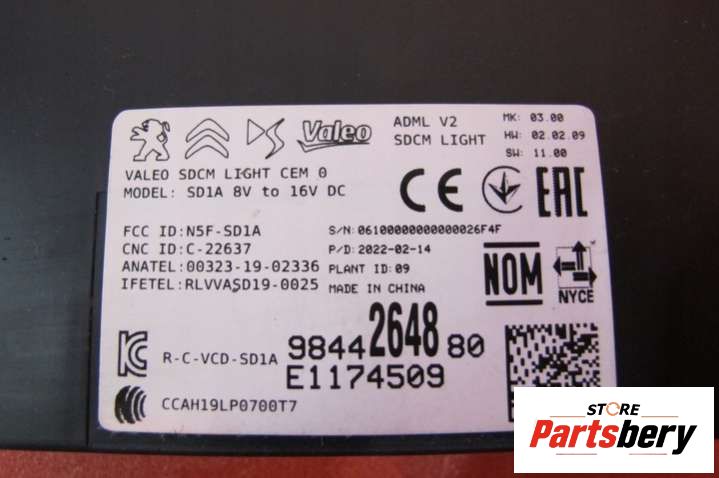 Valeo
ADML V2
SDCM LIGHT
MK: 03.00
HW: 02.02.09
SW: 11.00
VALEO SDCM LIGHT CEM 0
MODEL: SD1A 8V to 16V DC
CE
EAC
FCC ID:N5F-SD1A
CNC ID:C-22637
ANATEL:00323-19-02336
IFETEL:RLVVASD19-0025
S/N:06100000000000026F4F
P/D:2022-02-14
PLANT ID:09
MADE IN CHINA
NOM
NYCE
R-C-VCD-SD1A
9844264880
E1174509
CCAH19LP0700T7
STORE
Partsbery